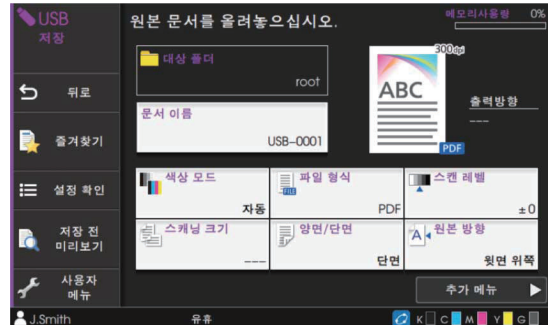 USB
저장
원본 문서를 올려놓으십시오.
메모리사용량 0%
대상 폴더
root
300dpi
ABC
PDF
출력방향
---
뒤로
문서 이름
USB-0001
즐겨찾기
설정 확인
색상 모드
자동
파일 형식
FILE
PDF
스캔 레벨
±0
저장 전
미리보기
스캐닝 크기
---
양면/단면
단면
A
원본 방향
윗면 위쪽
사용자
메뉴
추가 메뉴
J.Smith
유휴
K C M Y G